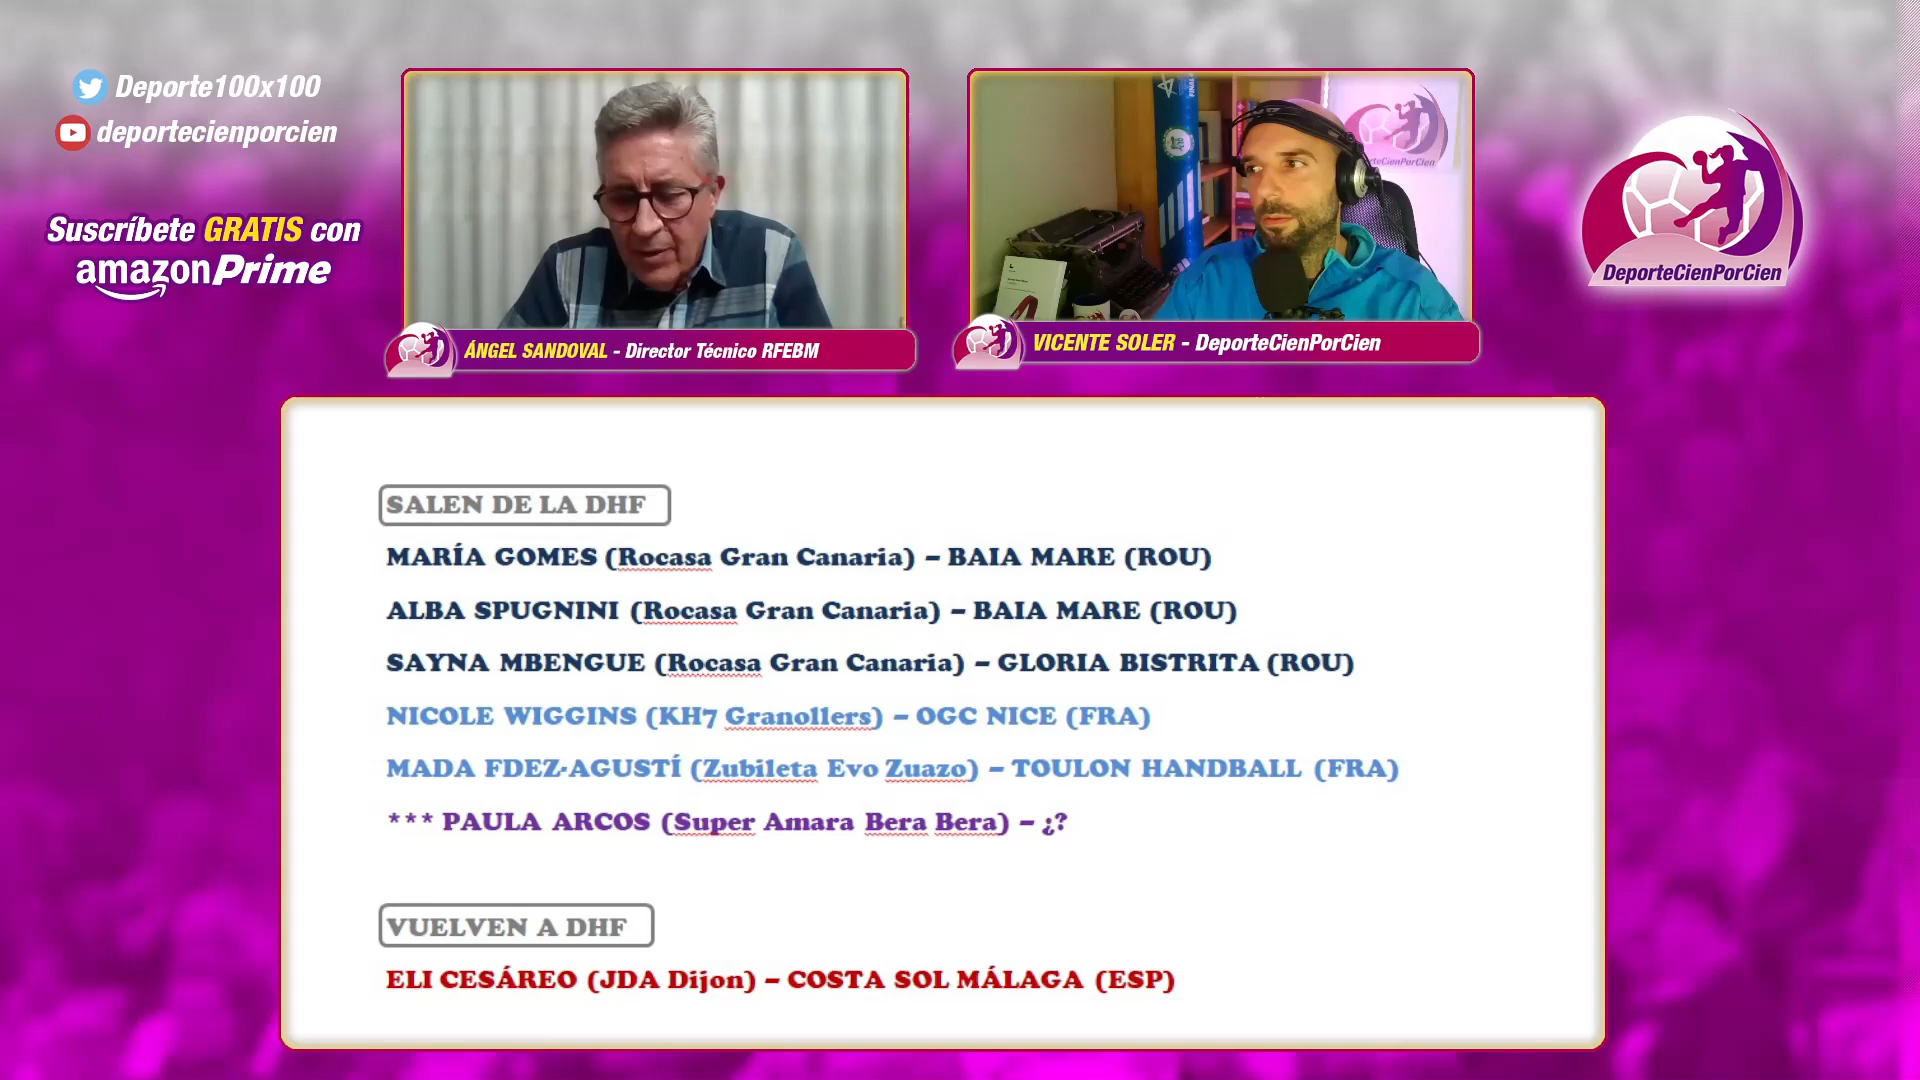 Deporte100x100
deportecienporcien
Suscríbete GRATIS con
amazonPrime
ÁNGEL SANDOVAL - Director Técnico RFEBM
VICENTE SOLER - DeporteCienPorCien
DeporteCienPorCien
SALEN DE LA DHF
MARÍA GOMES (Rocasa Gran Canaria) – BAIA MARE (ROU)
ALBA SPUGNINI (Rocasa Gran Canaria) – BAIA MARE (ROU)
SAYNA MBENGUE (Rocasa Gran Canaria) – GLORIA BISTRITA (ROU)
NICOLE WIGGINS (KH7 Granollers) – OGC NICE (FRA)
MADA FDEZ-AGUSTÍ (Zubileta Evo Zuazo) – TOULON HANDBALL (FRA)
*** PAULA ARCOS (Super Amara Bera Bera) – ¿?
VUELVEN A DHF
ELI CESÁREO (JDA Dijon) – COSTA SOL MÁLAGA (ESP)